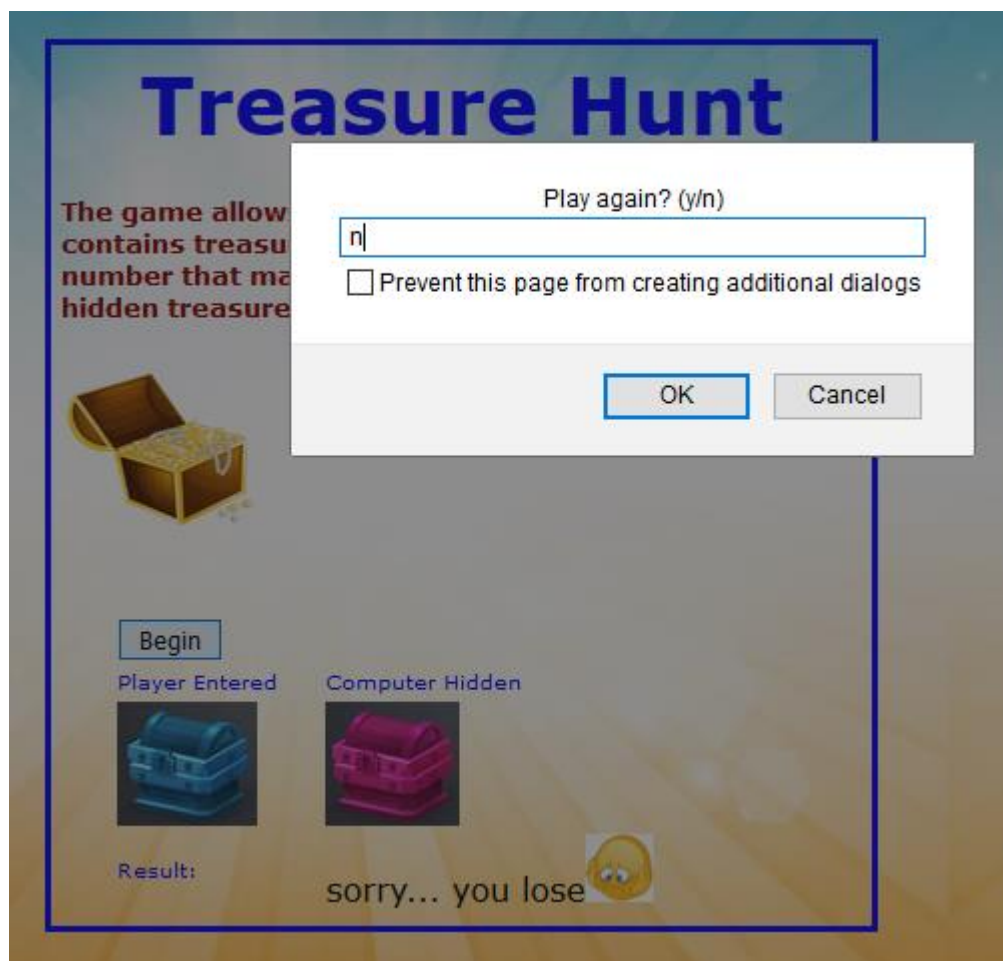 Treasure Hunt
Play again? (y/n)
The game allow
contains treasu
n
number that ma
Prevent this page from creating additional dialogs
hidden treasure
OK Cancel
Begin
Player Entered Computer Hidden
Result:
sorry... you lose